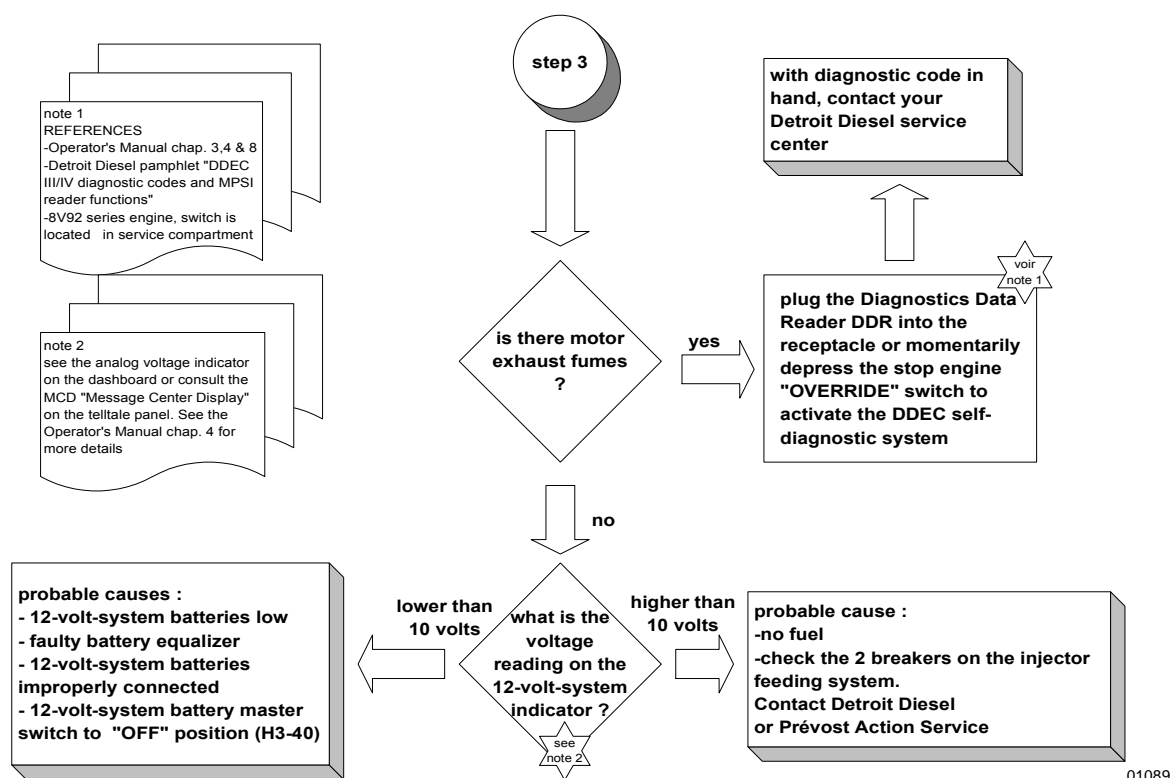 step 3
with diagnostic code in
hand, contact your
Detroit Diesel service
center
note 1
REFERENCES
-Operator's Manual chap. 3,4 & 8
-Detroit Diesel pamphlet "DDEC
III/IV diagnostic codes and MPSI
reader functions"
-8V92 series engine, switch is
located in service compartment
voir
note 1
plug the Diagnostics Data
Reader DDR into the
receptacle or momentarily
depress the stop engine
"OVERRIDE" switch to
activate the DDEC self-
diagnostic system
is there motor
exhaust fumes
?
yes
note 2
see the analog voltage indicator
on the dashboard or consult the
MCD "Message Center Display"
on the telltale panel. See the
Operator's Manual chap. 4 for
more details
no
probable causes :
- 12-volt-system batteries low
- faulty battery equalizer
- 12-volt-system batteries
improperly connected
- 12-volt-system battery master
switch to "OFF" position (H3-40)
lower than
10 volts
what is the
voltage
reading on the
12-volt-system
indicator ?
see
note 2
higher than
10 volts
probable cause :
-no fuel
-check the 2 breakers on the injector
feeding system.
Contact Detroit Diesel
or Prévost Action Service
01089